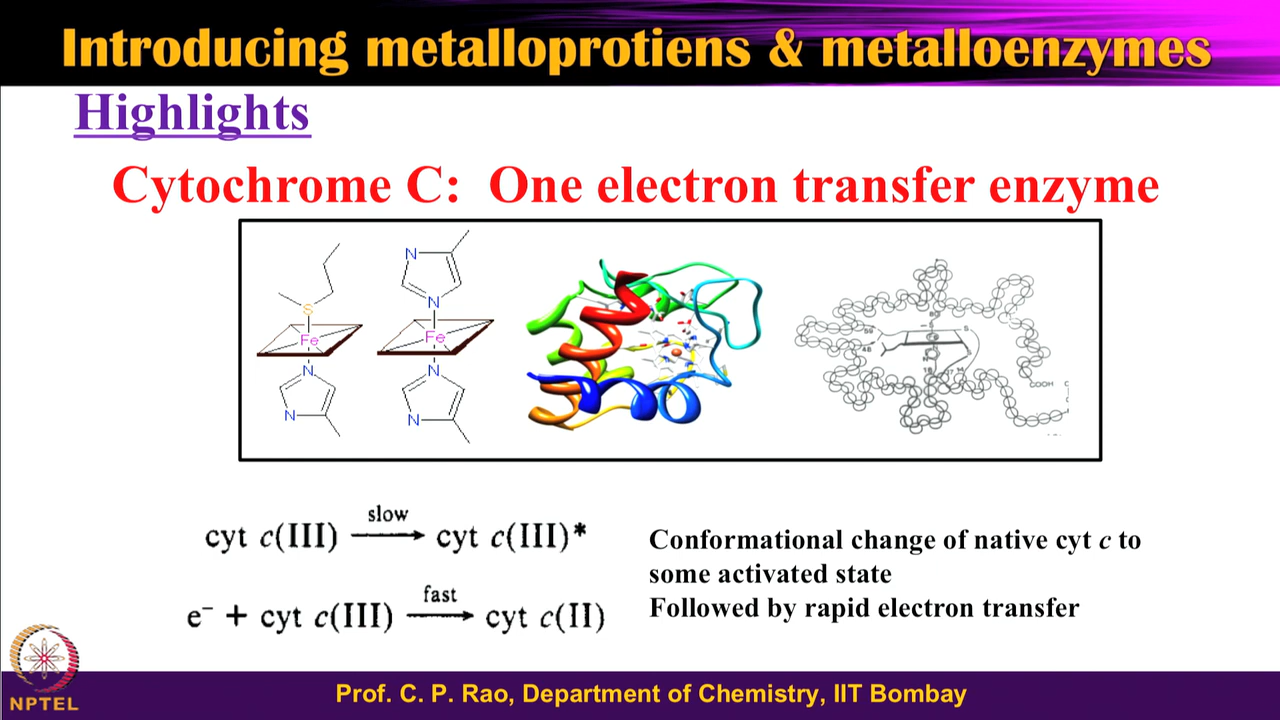 Introducing metalloprotiens & metalloenzymes
Highlights
Cytochrome C: One electron transfer enzyme
N
N
Fe
N
N
S
Fe
N
N
COOH
cyt c(III) slow cyt c(III)*
e⁻ + cyt c(III) fast cyt c(II)
Conformational change of native cyt c to
some activated state
Followed by rapid electron transfer
NPTEL
Prof. C. P. Rao, Department of Chemistry, IIT Bombay